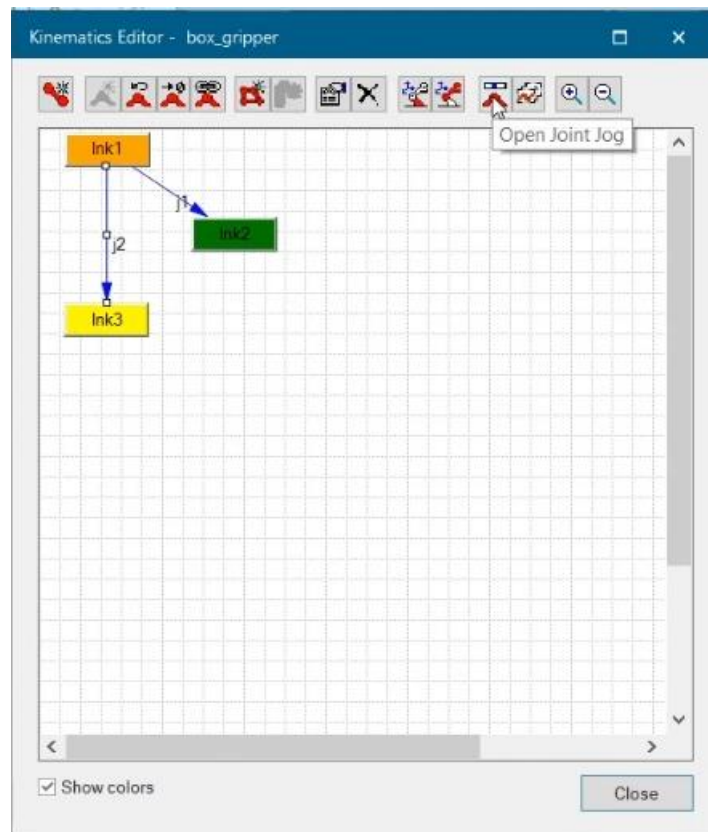 Kinematics Editor - box_gripper
Open Joint Jog
lnk1
j1
lnk2
j2
lnk3
Show colors
Close